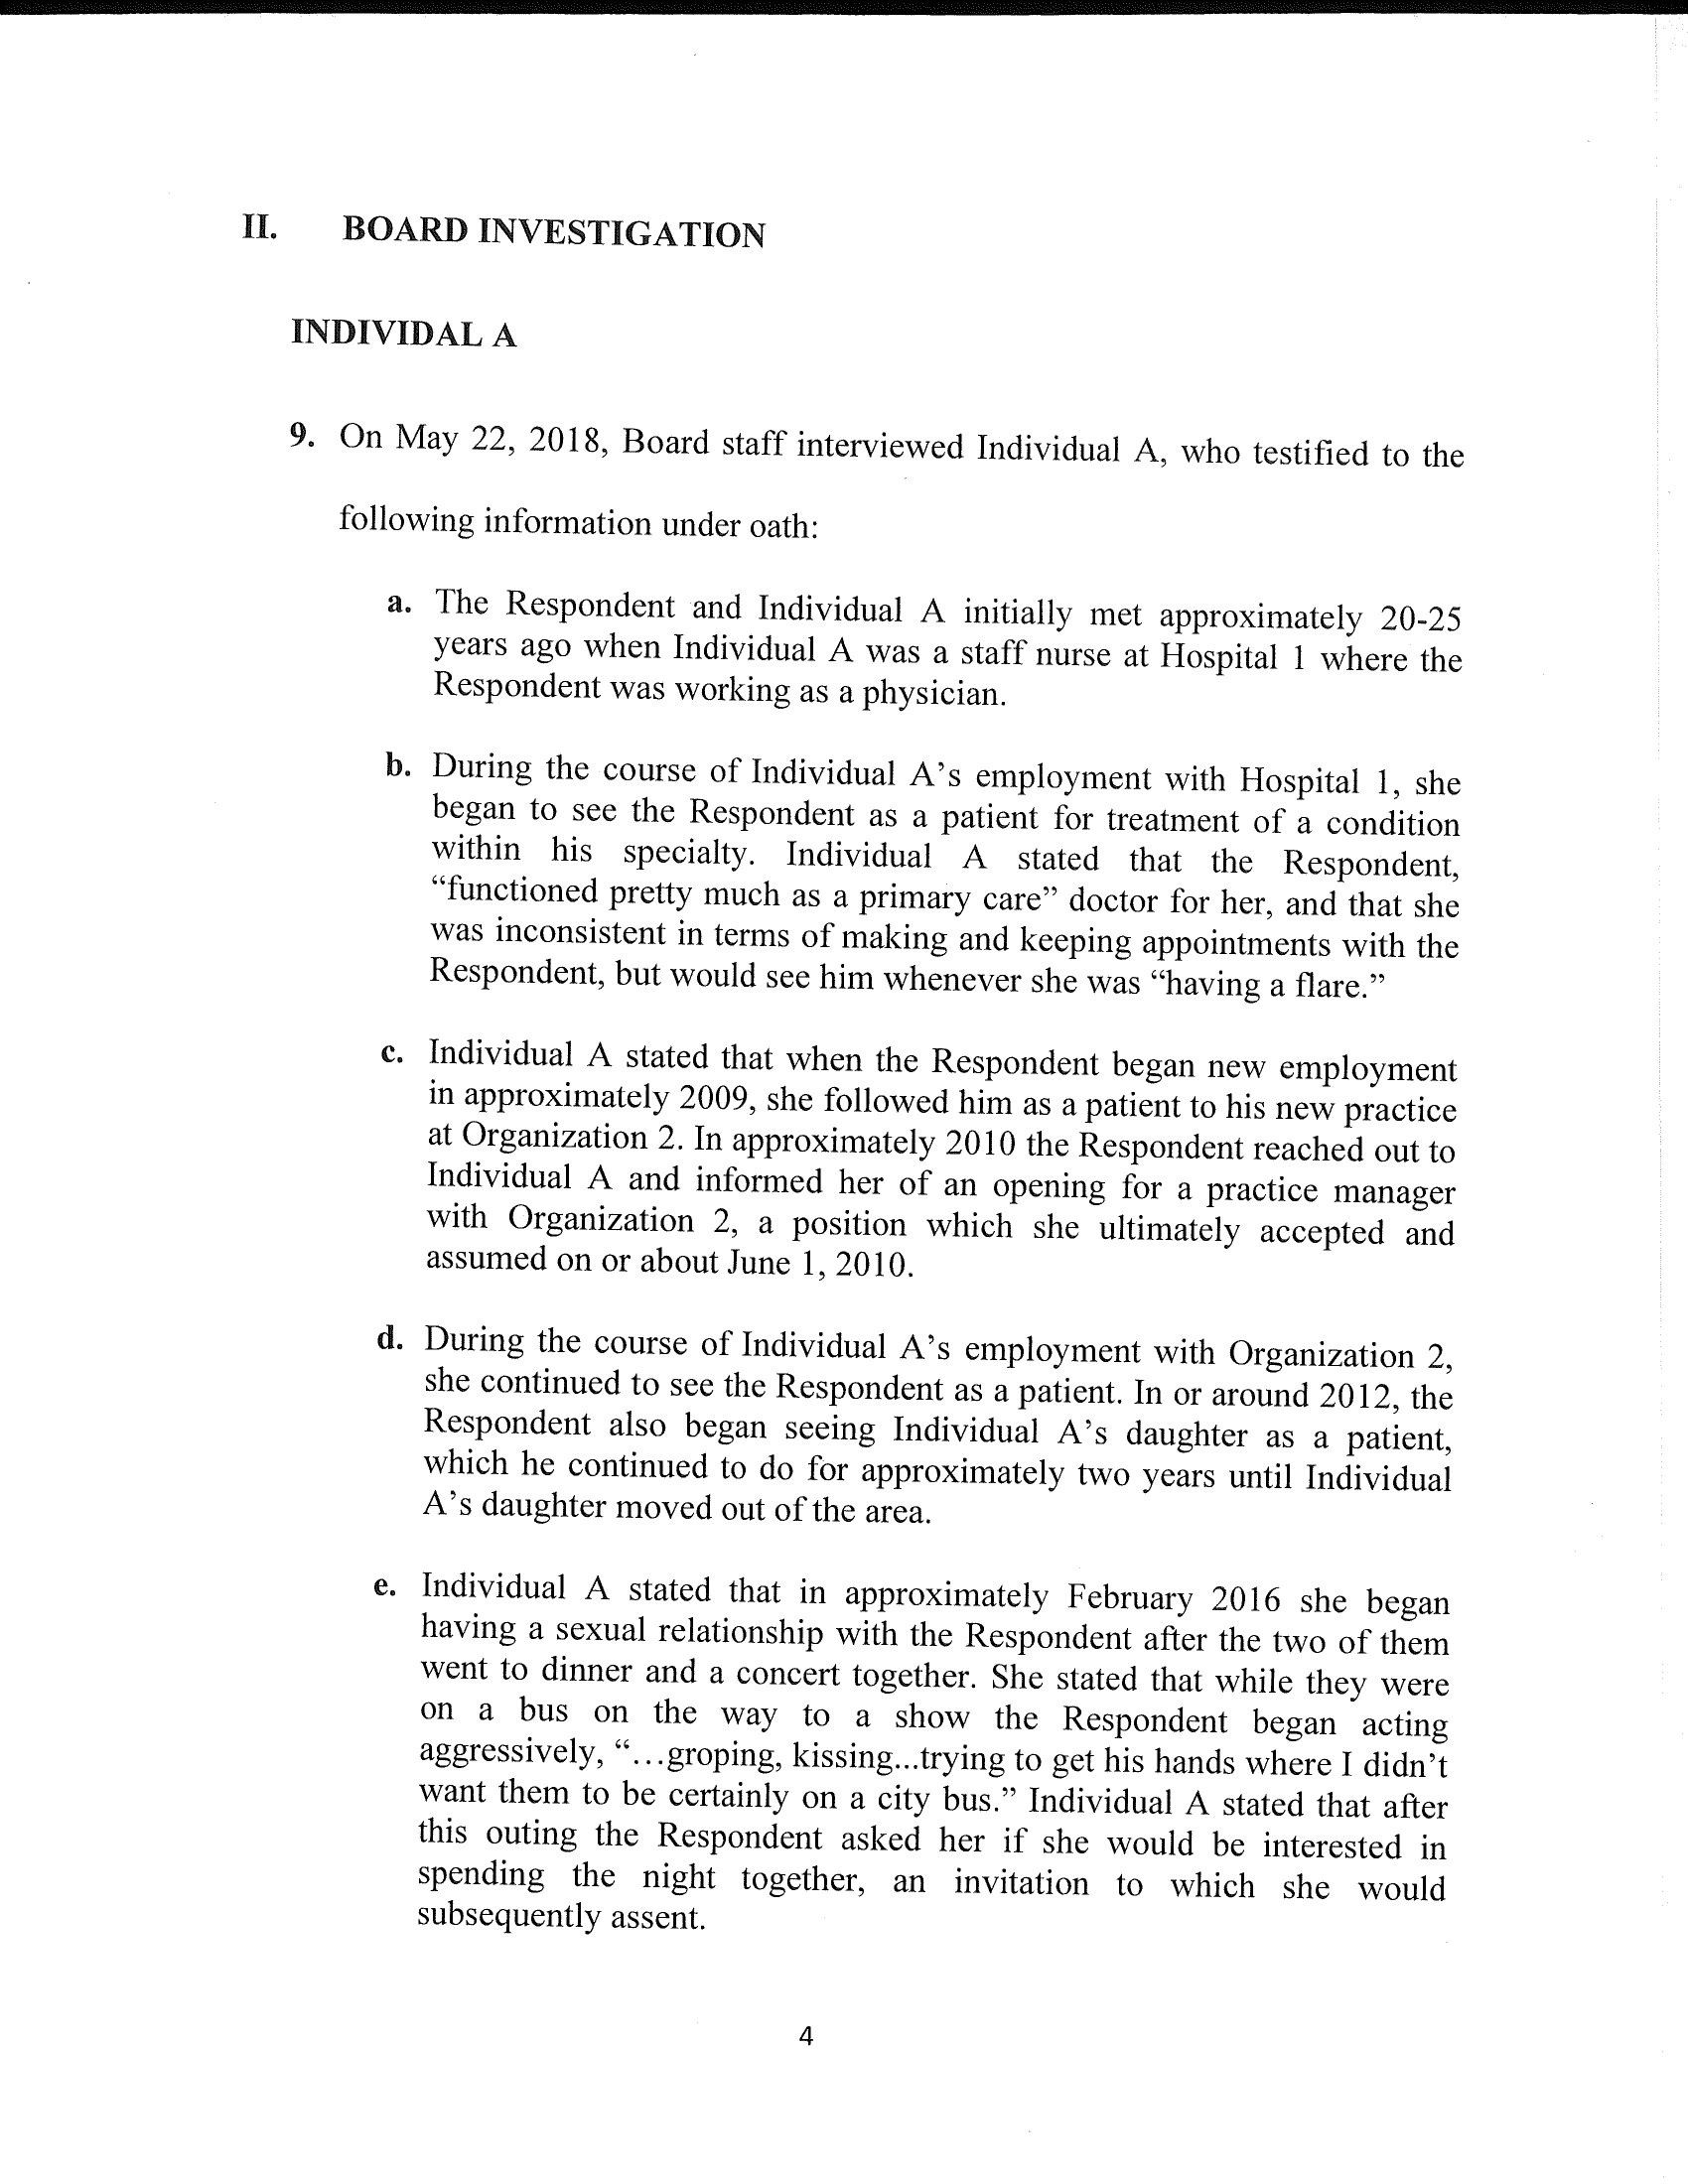 II. BOARD INVESTIGATION
INDIVIDAL A
9. On May 22, 2018, Board staff interviewed Individual A, who testified to the
following information under oath:
a. The Respondent and Individual A initially met approximately 20-25
years ago when Individual A was a staff nurse at Hospital 1 where the
Respondent was working as a physician.
b. During the course of Individual A’s employment with Hospital 1, she
began to see the Respondent as a patient for treatment of a condition
within his specialty. Individual A stated that the Respondent,
“functioned pretty much as a primary care” doctor for her, and that she
was inconsistent in terms of making and keeping appointments with the
Respondent, but would see him whenever she was “having a flare.”
c. Individual A stated that when the Respondent began new employment
in approximately 2009, she followed him as a patient to his new practice
at Organization 2. In approximately 2010 the Respondent reached out to
Individual A and informed her of an opening for a practice manager
with Organization 2, a position which she ultimately accepted and
assumed on or about June 1, 2010.
d. During the course of Individual A’s employment with Organization 2,
she continued to see the Respondent as a patient. In or around 2012, the
Respondent also began seeing Individual A’s daughter as a patient,
which he continued to do for approximately two years until Individual
A’s daughter moved out of the area.
e. Individual A stated that in approximately February 2016 she began
having a sexual relationship with the Respondent after the two of them
went to dinner and a concert together. She stated that while they were
on a bus on the way to a show the Respondent began acting
aggressively, “…groping, kissing...trying to get his hands where I didn’t
want them to be certainly on a city bus.” Individual A stated that after
this outing the Respondent asked her if she would be interested in
spending the night together, an invitation to which she would
subsequently assent.
4